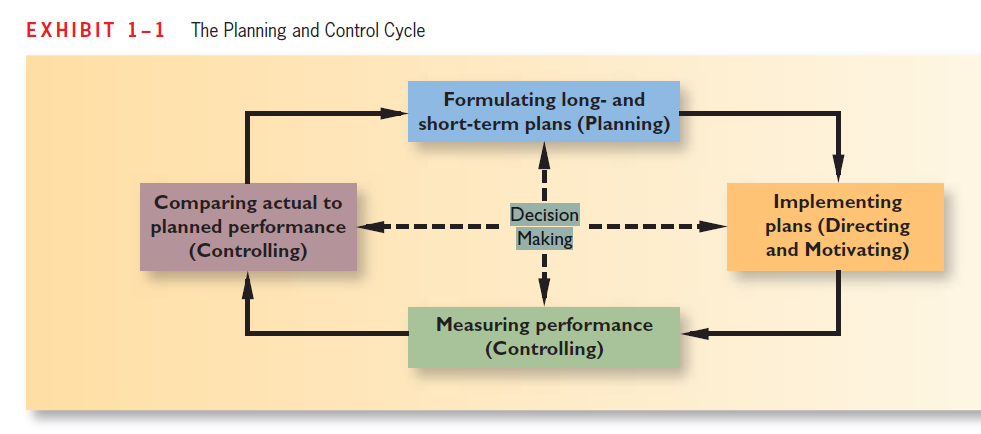 EXHIBIT 1–1 The Planning and Control Cycle
Formulating long- and
short-term plans (Planning)
Comparing actual to
planned performance
(Controlling)
Decision
Making
Implementing
plans (Directing
and Motivating)
Measuring performance
(Controlling)